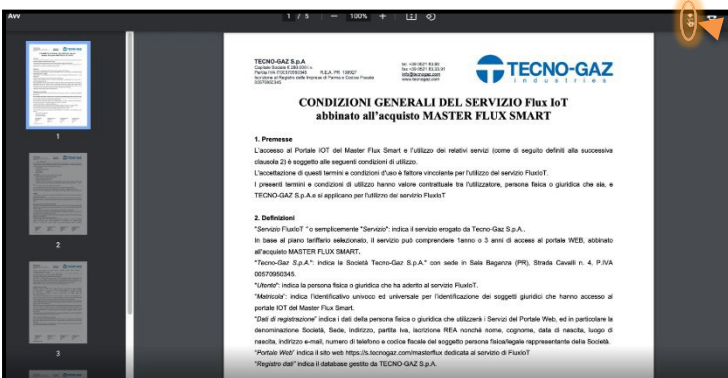 Avv
1 / 5 − 100% +
1
2
3
TECNO-GAZ S.p.A
Capitale Sociale €
Partita IVA IT00570950345 R.E.A. PR
Iscrizione al Registro delle Imprese di Parma e Codice Fiscale
00570950345
tel. +39 0521 83.80
fax +39 0521 83.33.91
info@tecnogaz.com
www.tecnogaz.com
TECNO-GAZ
industries
CONDIZIONI GENERALI DEL SERVIZIO Flux IoT
abbinato all'acquisto MASTER FLUX SMART
1. Premesse
L'accesso al Portale IOT del Master Flux Smart e l'utilizzo dei relativi servizi (come di seguito definiti alla successiva
clausola 2) è soggetto alle seguenti condizioni di utilizzo.
L'accettazione di questi termini e condizioni d'uso è fattore vincolante per l'utilizzo del servizio FluxIoT.
I presenti termini e condizioni di utilizzo hanno valore contrattuale tra l'utilizzatore, persona fisica o giuridica che sia, e
TECNO-GAZ S.p.A.e si applicano per l'utilizzo del servizio FluxIoT
2. Definizioni
"Servizio FluxIoT " o semplicemente "Servizio": indica il servizio erogato da Tecno-Gaz S.p.A..
In base al piano tariffario selezionato, il servizio può comprendere 1anno o 3 anni di access al portale WEB, abbinato
all'acquisto MASTER FLUX SMART.
"Tecno-Gaz S.p.A.": indica la Società Tecno-Gaz S.p.A." con sede in Sala Baganza (PR), Strada Cavalli n. 4, P.IVA
00570950345.
"Utente": indica la persona fisica o giuridica che ha aderito al servizio FluxIoT.
"Matricola": indica l'identificativo univoco ed universale per l'identificazione dei soggetti giuridici che hanno accesso al
portale IOT del Master Flux Smart.
"Dati di registrazione" indica i dati della persona fisica o giuridica che utilizzerà i Servizi del Portale Web, ed in particolare la
denominazione Società, Sede, indirizzo, partita Iva, iscrizione REA nonché nome, cognome, data di nascita, luogo di
nascita, indirizzo e-mail, numero di telefono e codice fiscale del soggetto persona fisica/legale rappresentante della Società.
"Portale Web" indica il sito web https://s.tecnogaz.com/masterflux dedicata al servizio di FluxIoT
"Registro dati" indica il database gestito da TECNO-GAZ S.p.A.